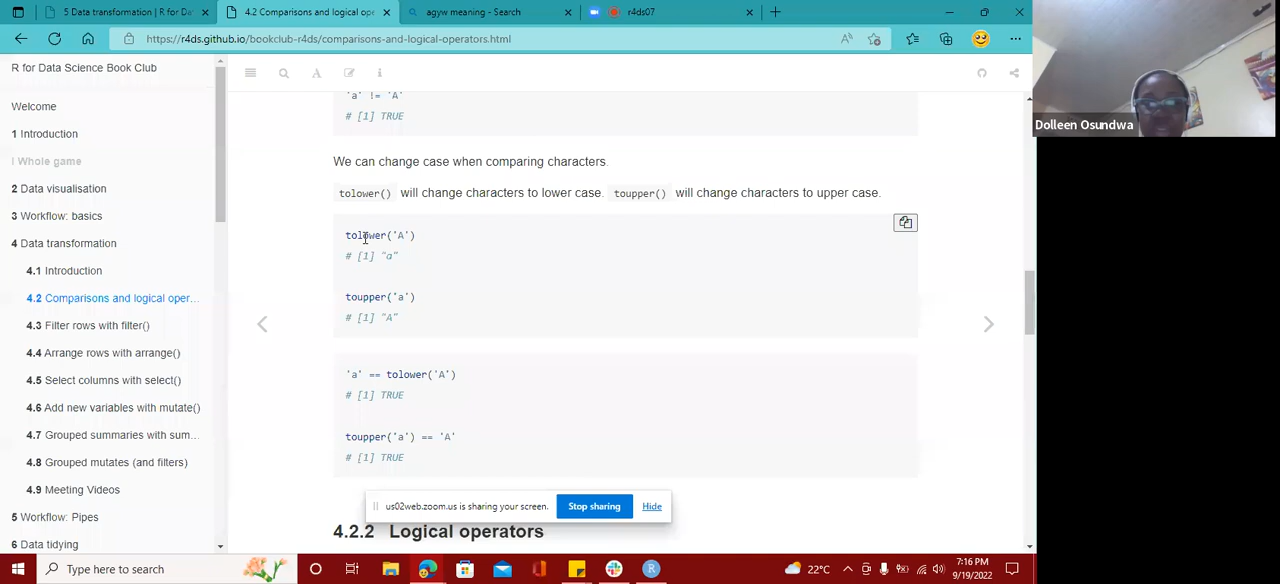 5 Data transformation | R for Da
4.2 Comparisons and logical ope
agyw meaning - Search
r4ds07
https://r4ds.github.io/bookclub-r4ds/comparisons-and-logical-operators.html
R for Data Science Book Club
Welcome
1 Introduction
I Whole game
2 Data visualisation
3 Workflow: basics
4 Data transformation
4.1 Introduction
4.2 Comparisons and logical oper...
4.3 Filter rows with filter()
4.4 Arrange rows with arrange()
4.5 Select columns with select()
4.6 Add new variables with mutate()
4.7 Grouped summaries with sum...
4.8 Grouped mutates (and filters)
4.9 Meeting Videos
5 Workflow: Pipes
6 Data tidying
'a' != 'A'
# [1] TRUE
We can change case when comparing characters.
tolower() will change characters to lower case. toupper() will change characters to upper case.
tolower('A')
# [1] "a"
toupper('a')
# [1] "A"
'a' == tolower('A')
# [1] TRUE
toupper('a') == 'A'
# [1] TRUE
us02web.zoom.us is sharing your screen.
Stop sharing
Hide
4.2.2 Logical operators
Dolleen Osundwa
Type here to search
22°C
7:16 PM
9/19/2022